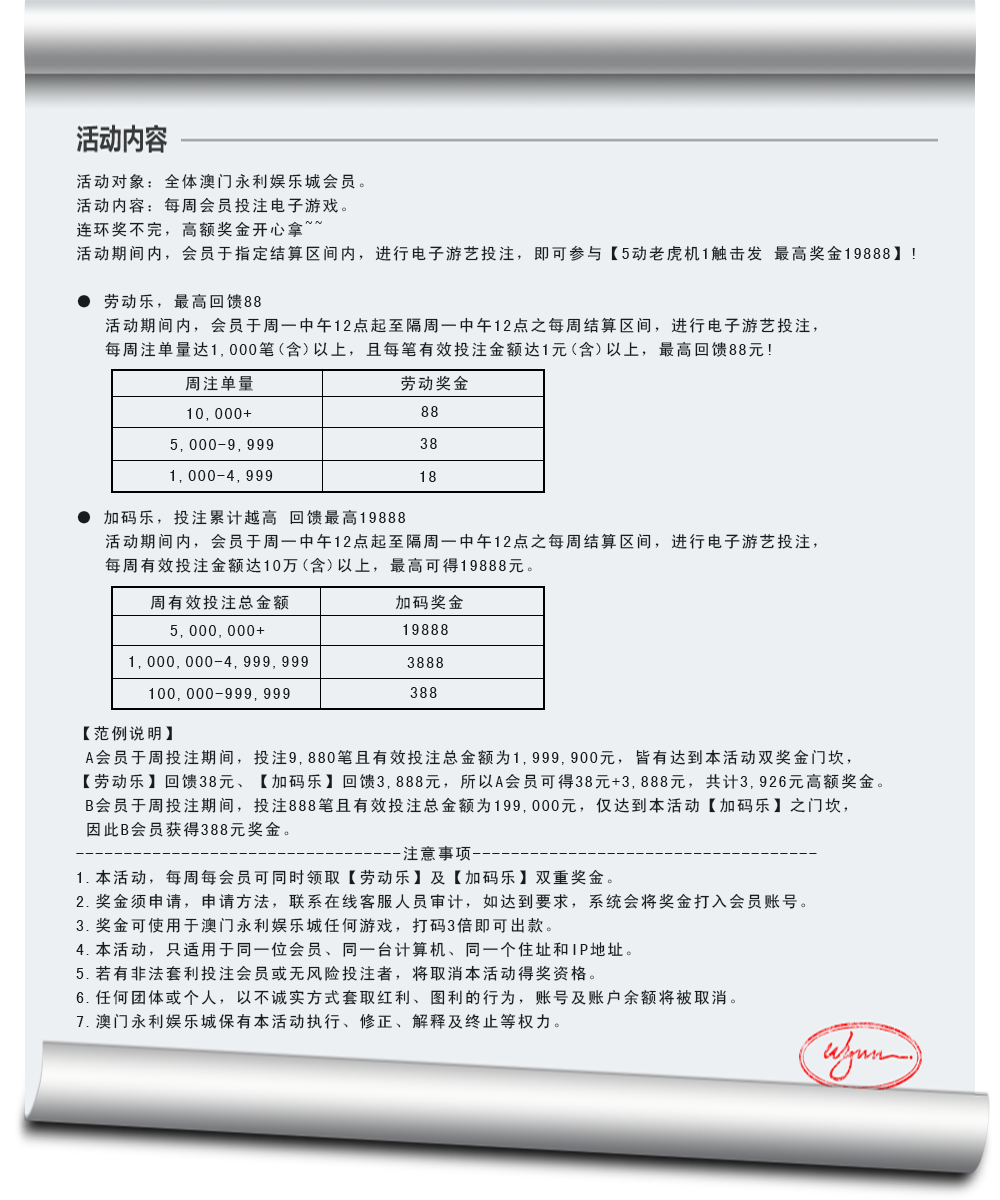 活动内容
活动对象：全体澳门永利娱乐城会员。
活动内容：每周会员投注电子游戏。
连环奖不完，高额奖金开心拿~~
活动期间内，会员于指定结算区间内，进行电子游艺投注，即可参与【5动老虎机1触击发 最高奖金19888】!
● 劳动乐，最高回馈88
活动期间内，会员于周一中午12点起至隔周一中午12点之每周结算区间，进行电子游艺投注，
每周注单量达1,000笔(含)以上，且每笔有效投注金额达1元(含)以上，最高回馈88元!
周注单量 劳动奖金
10,000+ 88
5,000-9,999 38
1,000-4,999 18
● 加码乐，投注累计越高 回馈最高19888
活动期间内，会员于周一中午12点起至隔周一中午12点之每周结算区间，进行电子游艺投注，
每周有效投注金额达10万(含)以上，最高可得19888元。
周有效投注总金额 加码奖金
5,000,000+ 19888
1,000,000-4,999,999 3888
100,000-999,999 388
【范例说明】
A会员于周投注期间，投注9,880笔且有效投注总金额为1,999,900元，皆有达到本活动双奖金门坎，
【劳动乐】回馈38元、【加码乐】回馈3,888元，所以A会员可得38元+3,888元，共计3,926元高额奖金。
B会员于周投注期间，投注888笔且有效投注总金额为199,000元，仅达到本活动【加码乐】之门坎，
因此B会员获得388元奖金。
----------------------------------注意事项------------------------------------
1.本活动，每周每会员可同时领取【劳动乐】及【加码乐】双重奖金。
2.奖金须申请，申请方法，联系在线客服人员审计，如达到要求，系统会将奖金打入会员账号。
3.奖金可使用于澳门永利娱乐城任何游戏，打码3倍即可出款。
4.本活动，只适用于同一位会员、同一台计算机、同一个住址和IP地址。
5.若有非法套利投注会员或无风险投注者，将取消本活动得奖资格。
6.任何团体或个人，以不诚实方式套取红利、图利的行为，账号及账户余额将被取消。
7.澳门永利娱乐城保有本活动执行、修正、解释及终止等权力。
Wynn.